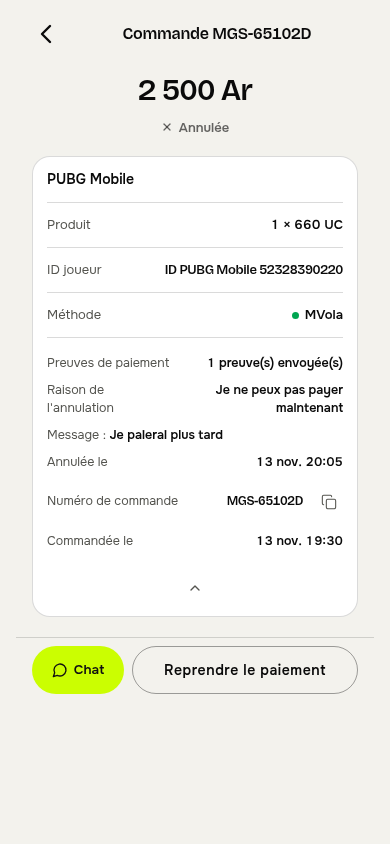 Commande MGS-65102D
2 500 Ar
× Annulée
PUBG Mobile
Produit 1 × 660 UC
ID joueur ID PUBG Mobile 52328390220
Méthode MVola
Preuves de paiement 1 preuve(s) envoyée(s)
Raison de l'annulation Je ne peux pas payer maintenant
Message : Je paleral plus tard
Annulée le 13 nov. 20:05
Numéro de commande MGS-65102D
Commandée le 13 nov. 19:30
Chat
Reprendre le paiement